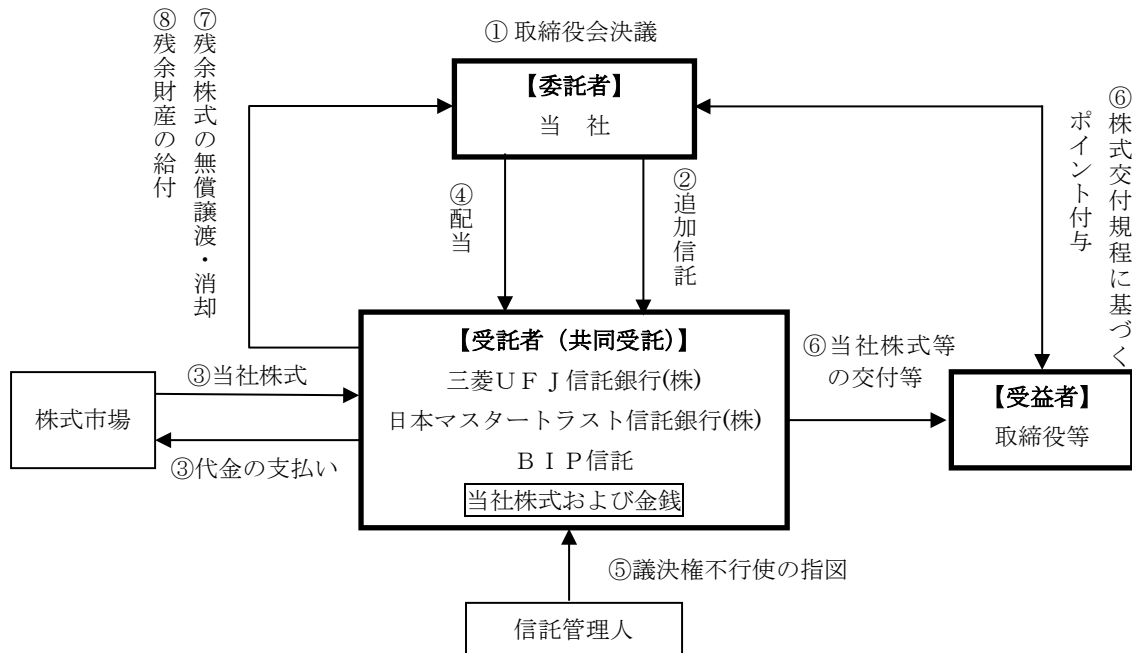 ① 取締役会決議
⑧残余財産の給付
⑦残余株式の無償譲渡・消却
【委託者】
当 社
⑥株式交付規程に基づく
ポイント付与
④配当
②追加信託
【受託者（共同受託）】
三菱ＵＦＪ信託銀行(株)
日本マスタートラスト信託銀行(株)
ＢＩＰ信託
当社株式および金銭
株式市場
③当社株式
③代金の支払い
⑥当社株式等
の交付等
【受益者】
取締役等
⑤議決権不行使の指図
信託管理人